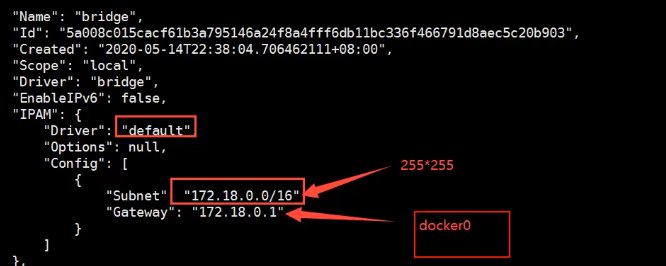 "Name": "bridge",
"Id": "5a008c015cacf61b3a795146a24f8a4fff6db11bc336f466791d8aec5c20b903",
"Created": "2020-05-14T22:38:04.706462111+08:00",
"Scope": "local",
"Driver": "bridge",
"EnableIPv6": false,
"IPAM": {
"Driver": "default"
"Options": null,
"Config": [
255*255
{
"Subnet" "172.18.0.0/16"
"Gateway": "172.18.0.1"
docker0
}
]
},